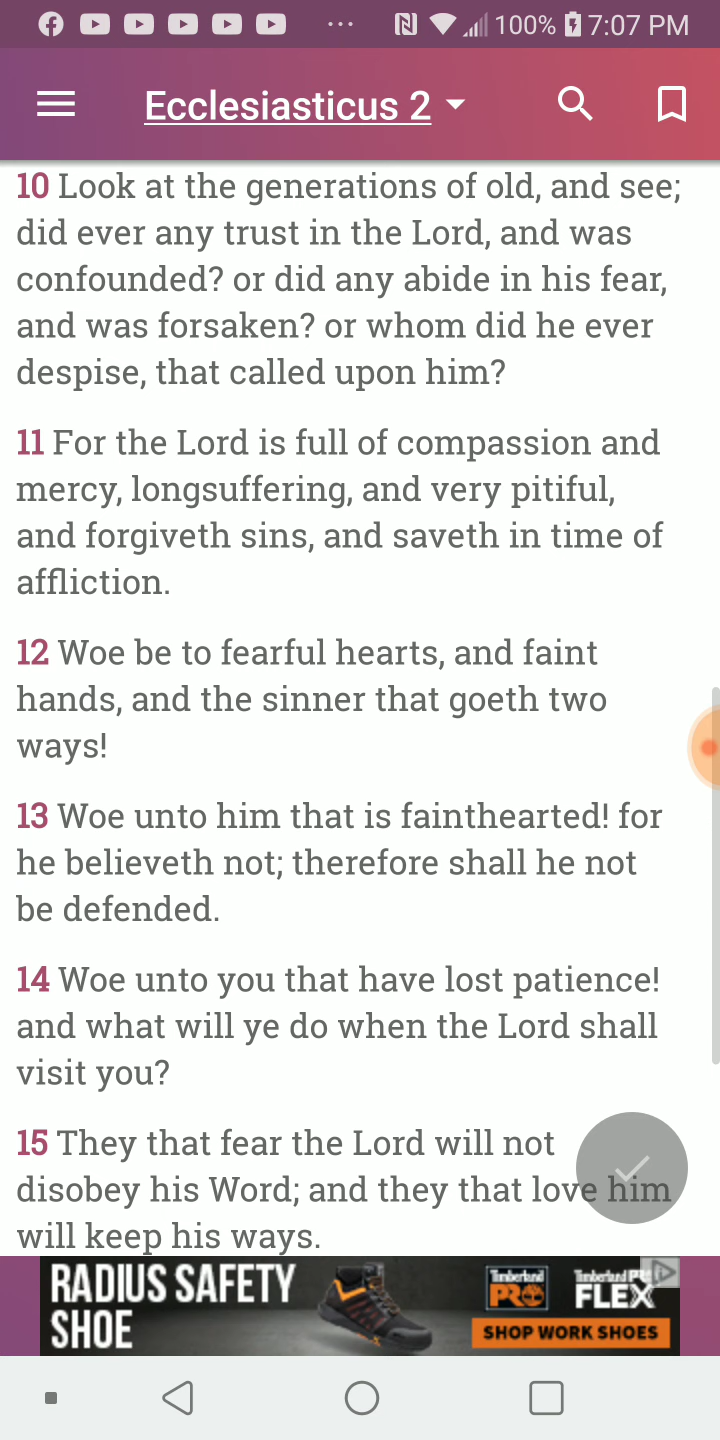 100% 7:07 PM
Ecclesiasticus 2
10 Look at the generations of old, and see;
did ever any trust in the Lord, and was
confounded? or did any abide in his fear,
and was forsaken? or whom did he ever
despise, that called upon him?
11 For the Lord is full of compassion and
mercy, longsuffering, and very pitiful,
and forgiveth sins, and saveth in time of
affliction.
12 Woe be to fearful hearts, and faint
hands, and the sinner that goeth two
ways!
13 Woe unto him that is fainthearted! for
he believeth not; therefore shall he not
be defended.
14 Woe unto you that have lost patience!
and what will ye do when the Lord shall
visit you?
15 They that fear the Lord will not
disobey his Word; and they that love him
will keep his ways.
RADIUS SAFETY
SHOE
Timberland
PRO
Timberland
FLEX
SHOP WORK SHOES